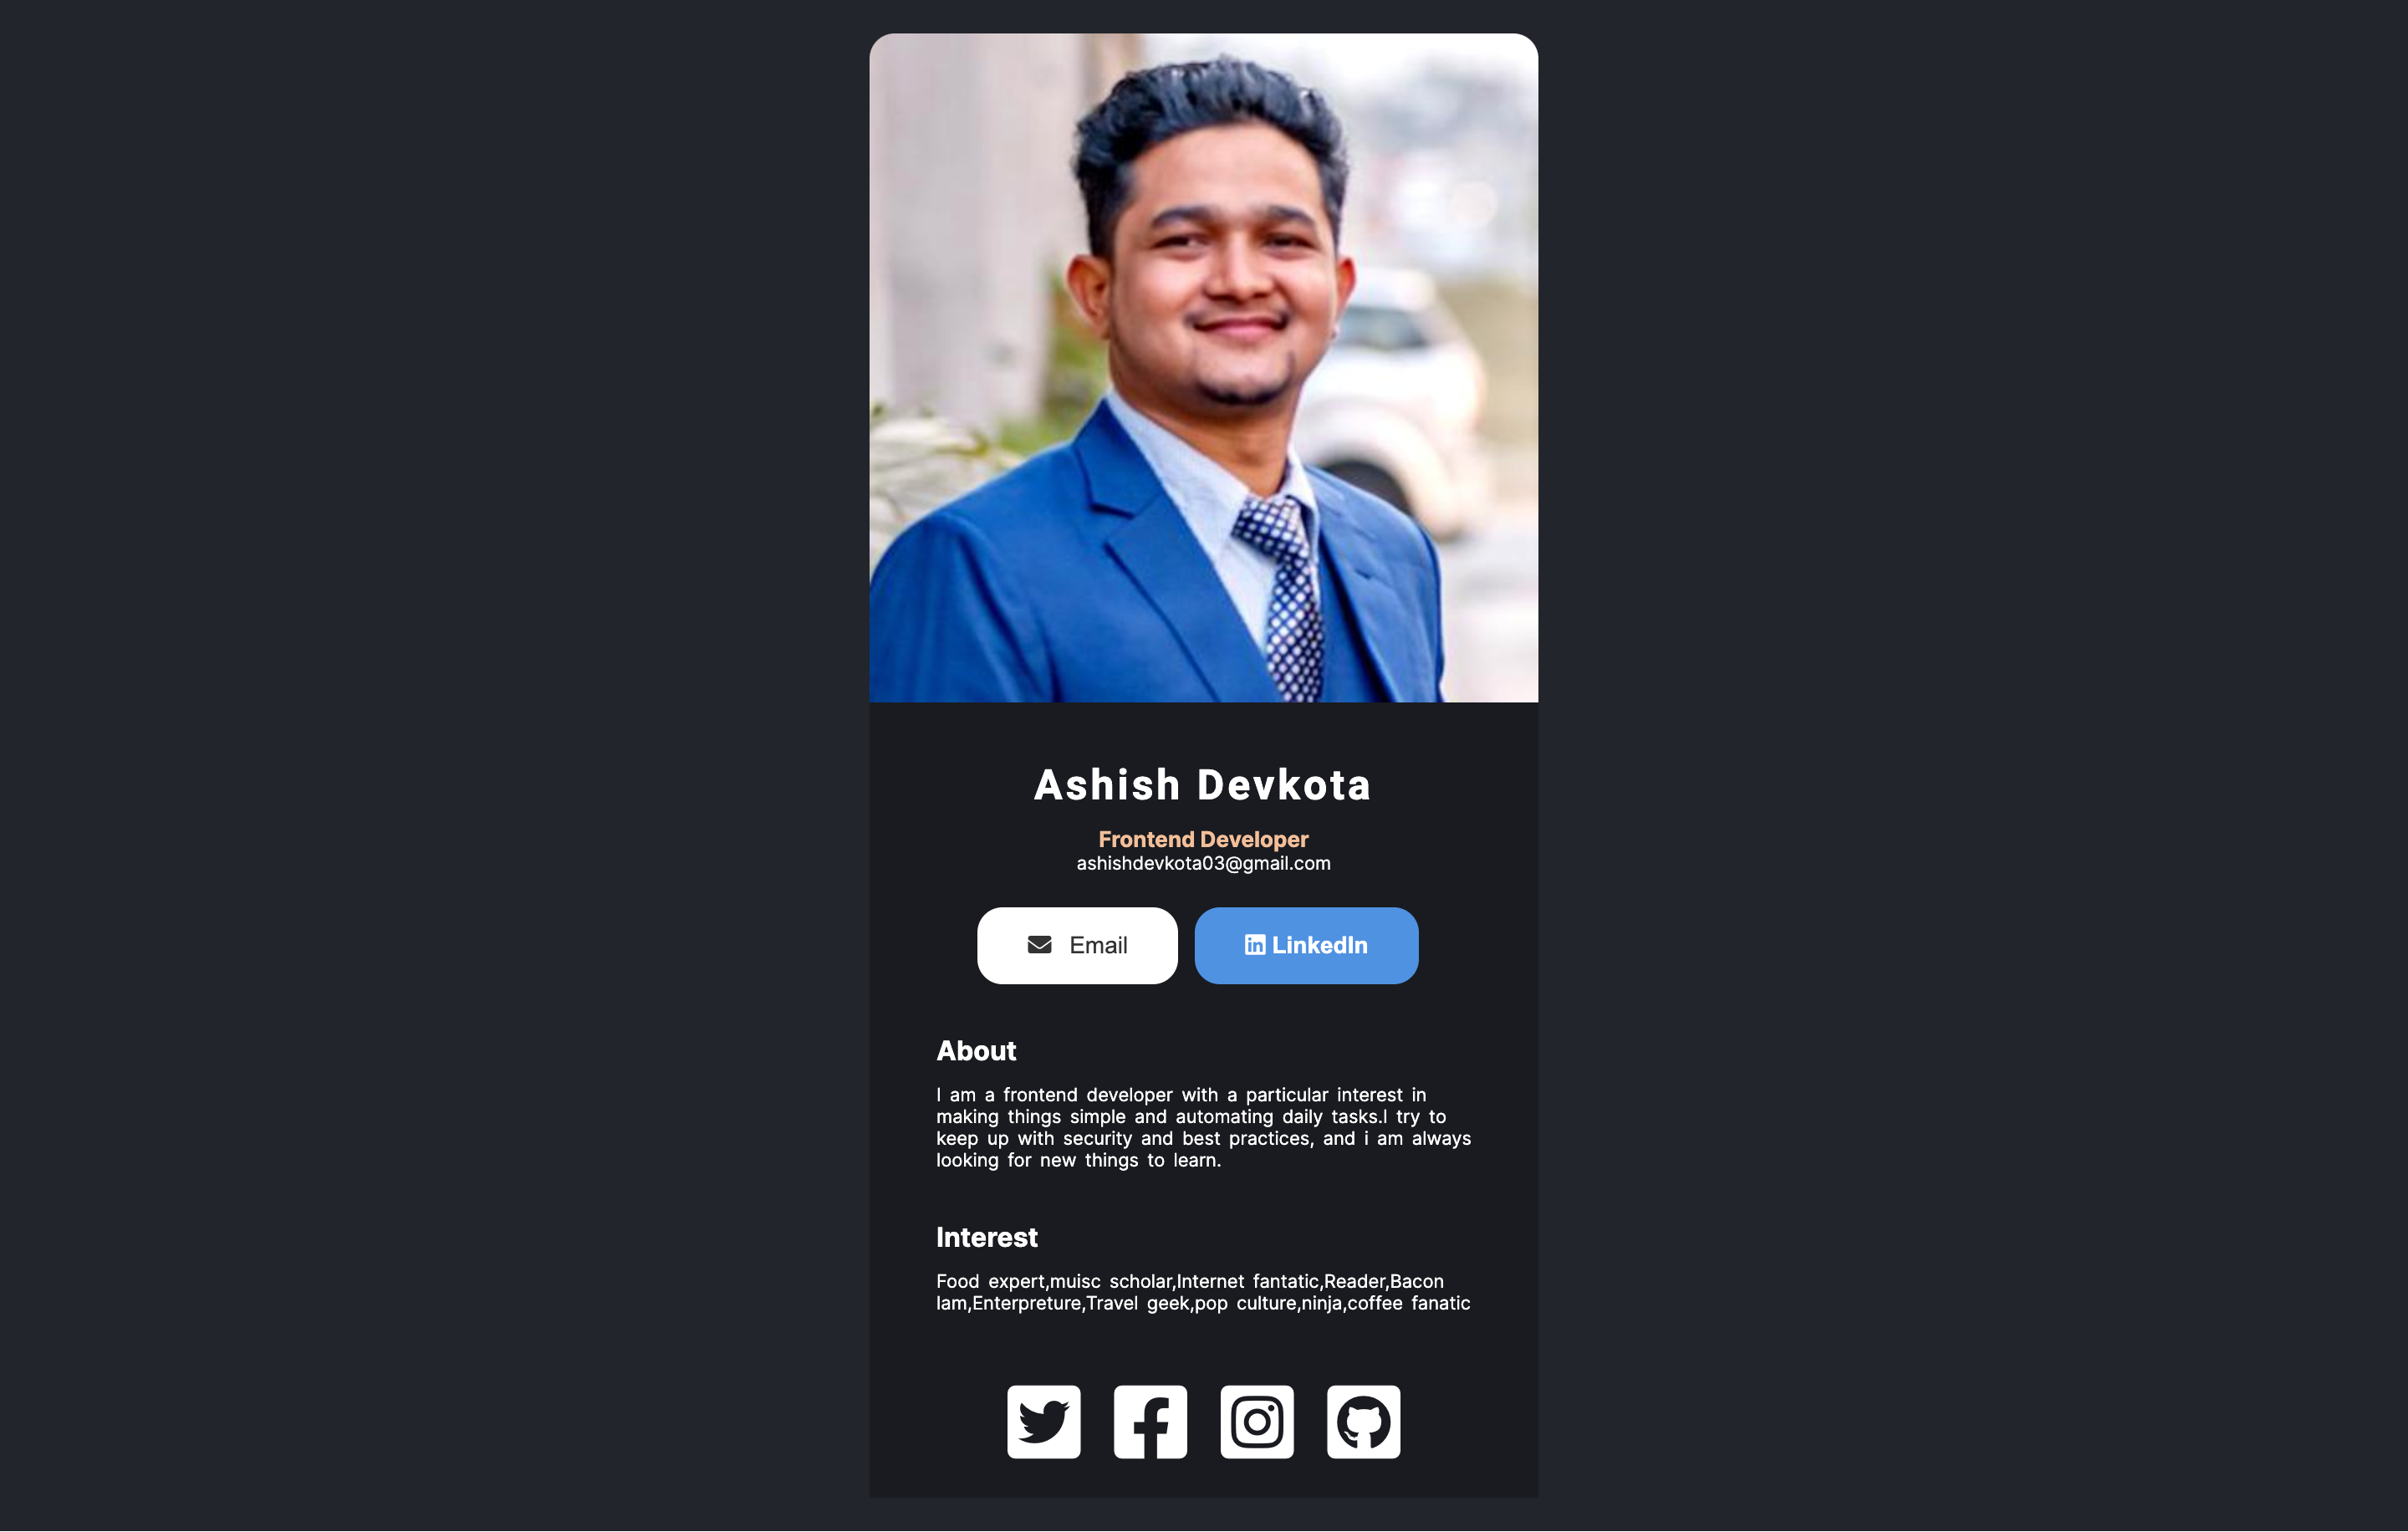 Ashish Devkota
Frontend Developer
ashishdevkota03@gmail.com
Email
LinkedIn
About
I am a frontend developer with a particular interest in
making things simple and automating daily tasks.I try to
keep up with security and best practices, and i am always
looking for new things to learn.
Interest
Food expert,muisc scholar,Internet fantatic,Reader,Bacon
lam,Enterpreture,Travel geek,pop culture,ninja,coffee fanatic